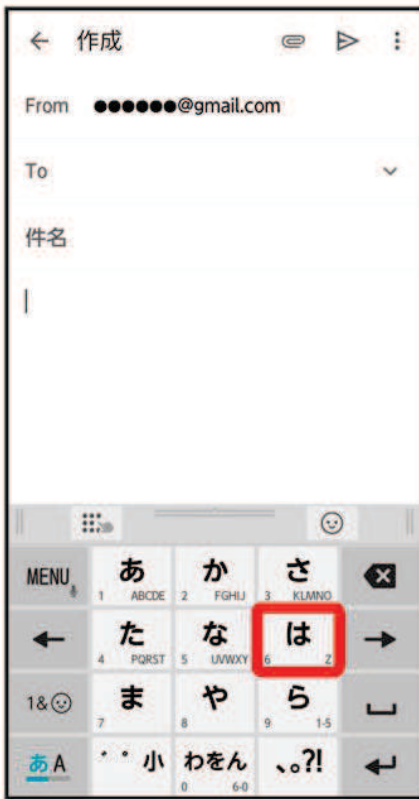 ← 作成
From ●●●●●●@gmail.com
To
件名
MENU あ か さ
1 ABCDE 2 FGHIJ 3 KLMNO
← た な は →
4 PQRST 5 UVWXY 6 Z
1&☺ ま や ら
7 8 9 1-5
あA ゛゜小 わをん 、。?!
0 6-0